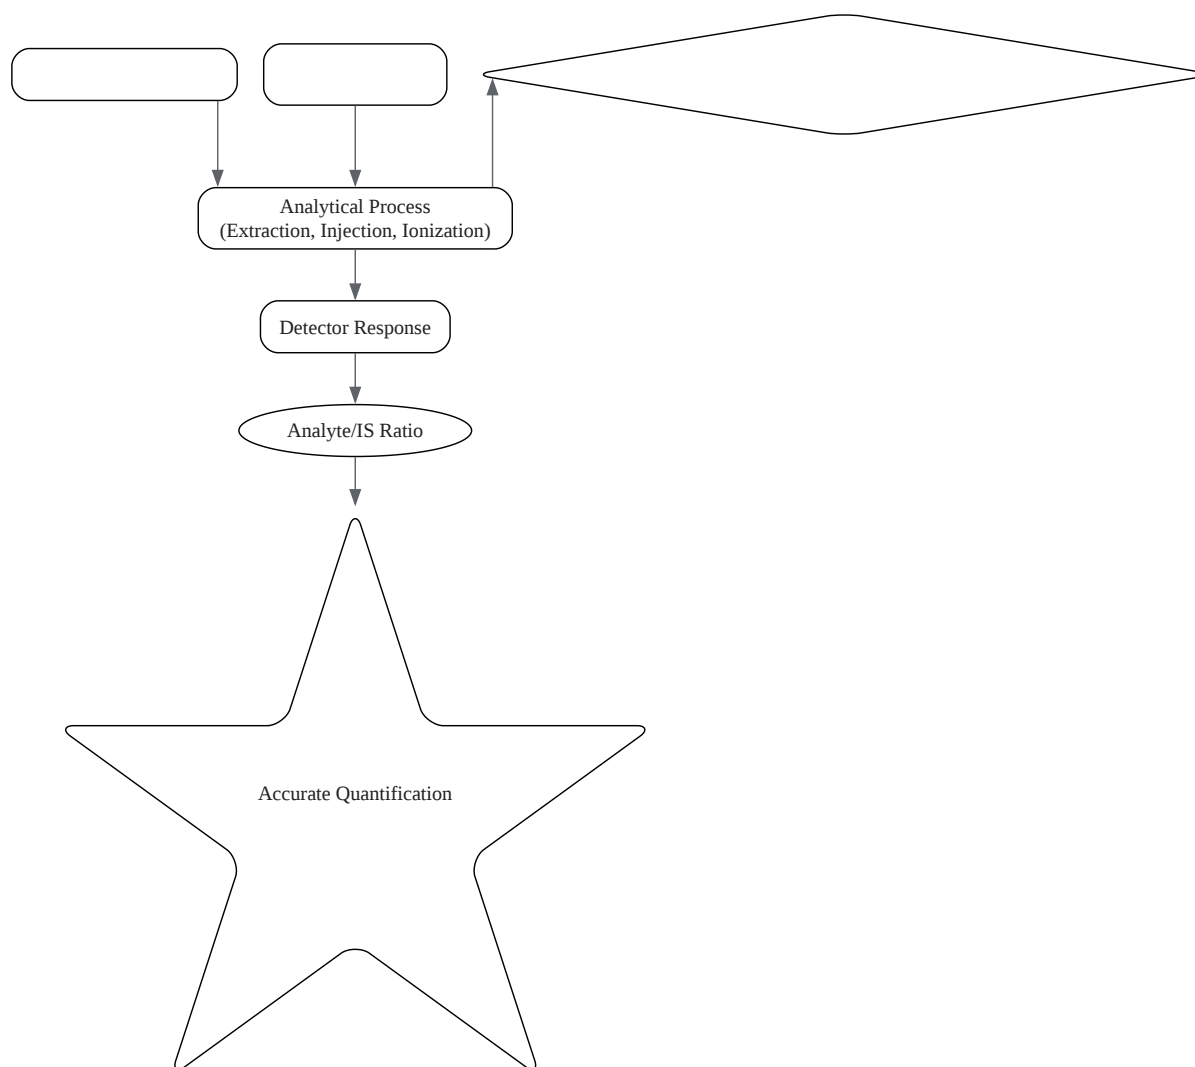 Analytical Process
(Extraction, Injection, Ionization)
Detector Response
Analyte/IS Ratio
Accurate Quantification